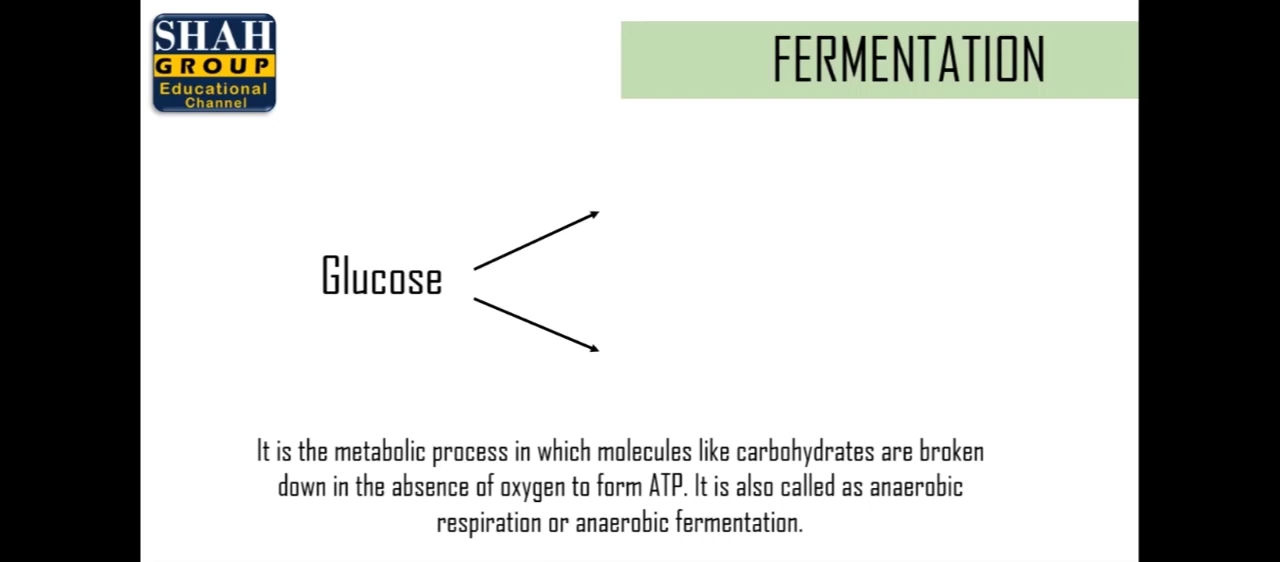 SHAH
GROUP
Educational
Channel
FERMENTATION
Glucose
It is the metabolic process in which molecules like carbohydrates are broken
down in the absence of oxygen to form ATP. It is also called as anaerobic
respiration or anaerobic fermentation.